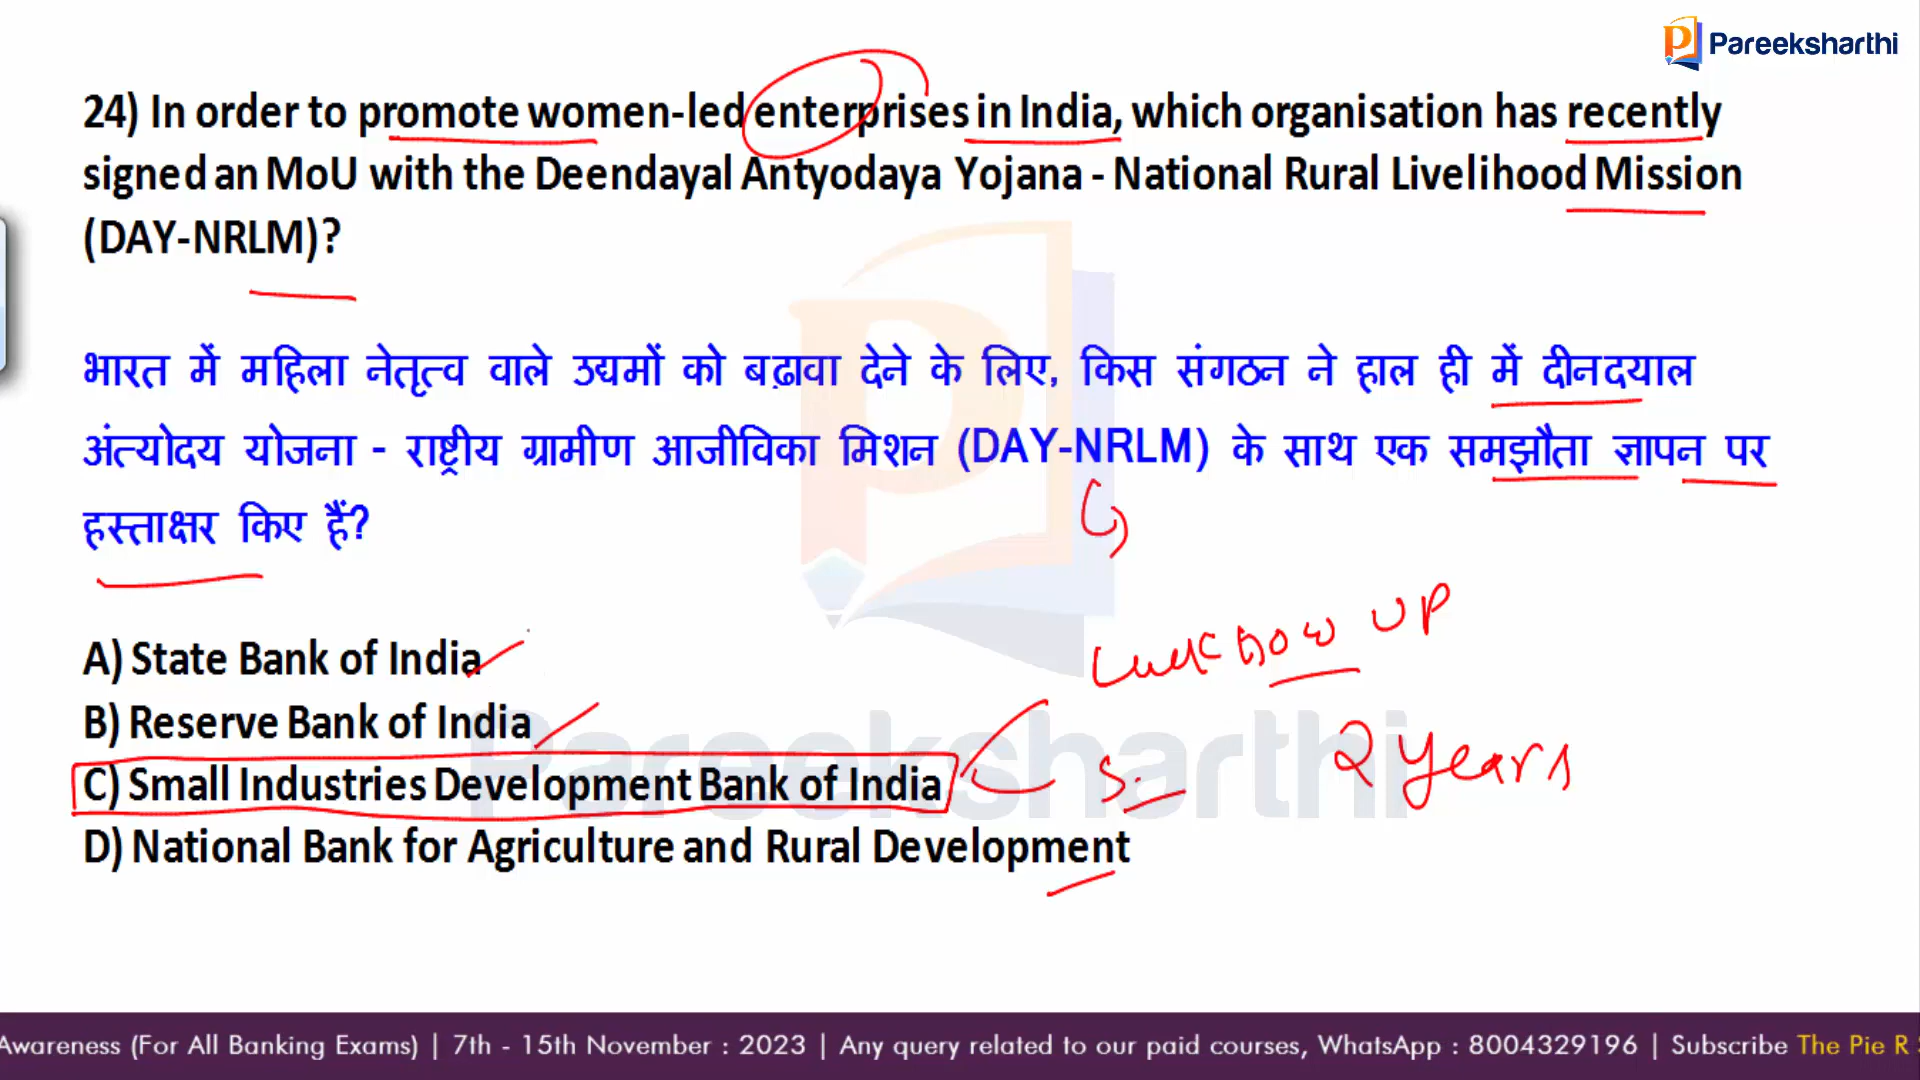 Pareeksharthi
24) In order to promote women-led enterprises in India, which organisation has recently
signed an MoU with the Deendayal Antyodaya Yojana - National Rural Livelihood Mission
(DAY-NRLM)?
भारत में महिला नेतृत्व वाले उद्यमों को बढ़ावा देने के लिए, किस संगठन ने हाल ही में दीनदयाल
अंत्योदय योजना - राष्ट्रीय ग्रामीण आजीविका मिशन (DAY-NRLM) के साथ एक समझौता ज्ञापन पर
हस्ताक्षर किए हैं?
UP
A) State Bank of India
B) Reserve Bank of India
C) Small Industries Development Bank of India
2 years
D) National Bank for Agriculture and Rural Development
Pareeksharthi
Awareness (For All Banking Exams) | 7th - 15th November : 2023 | Any query related to our paid courses, WhatsApp : 8004329196 | Subscribe The Pie R